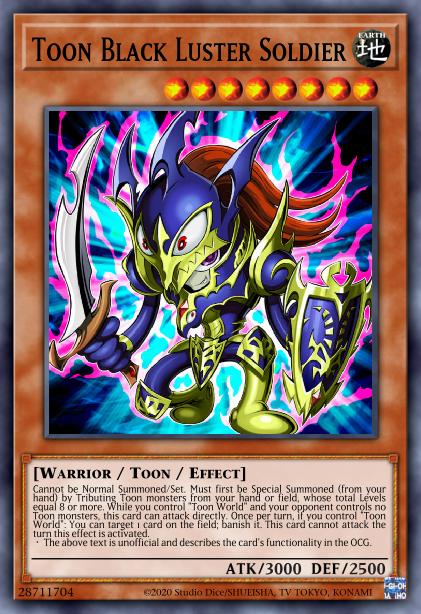 TOON BLACK LUSTER SOLDIER
EARTH
地
[WARRIOR / TOON / EFFECT]
Cannot be Normal Summoned/Set. Must first be Special Summoned (from your
hand) by Tributing Toon monsters from your hand or field, whose total Levels
equal 8 or more. While you control "Toon World" and your opponent controls no
Toon monsters, this card can attack directly. Once per turn, if you control "Toon
World": You can target 1 card on the field; banish it. This card cannot attack the
turn this effect is activated.
· The above text is unofficial and describes the card's functionality in the OCG.
ATK/3000 DEF/2500
28711704
©2020 Studio Dice/SHUEISHA, TV TOKYO, KONAMI